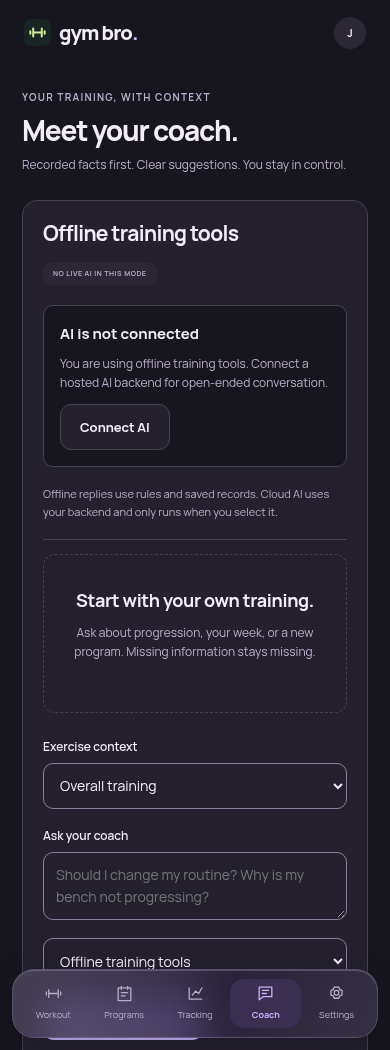 gym bro.
J
YOUR TRAINING, WITH CONTEXT
Meet your coach.
Recorded facts first. Clear suggestions. You stay in control.
Offline training tools
NO LIVE AI IN THIS MODE
AI is not connected
You are using offline training tools. Connect a
hosted AI backend for open-ended conversation.
Connect AI
Offline replies use rules and saved records. Cloud AI uses
your backend and only runs when you select it.
Start with your own training.
Ask about progression, your week, or a new
program. Missing information stays missing.
Exercise context
Overall training
Ask your coach
Should I change my routine? Why is my
bench not progressing?
Offline training tools
Workout
Programs
Tracking
Coach
Settings